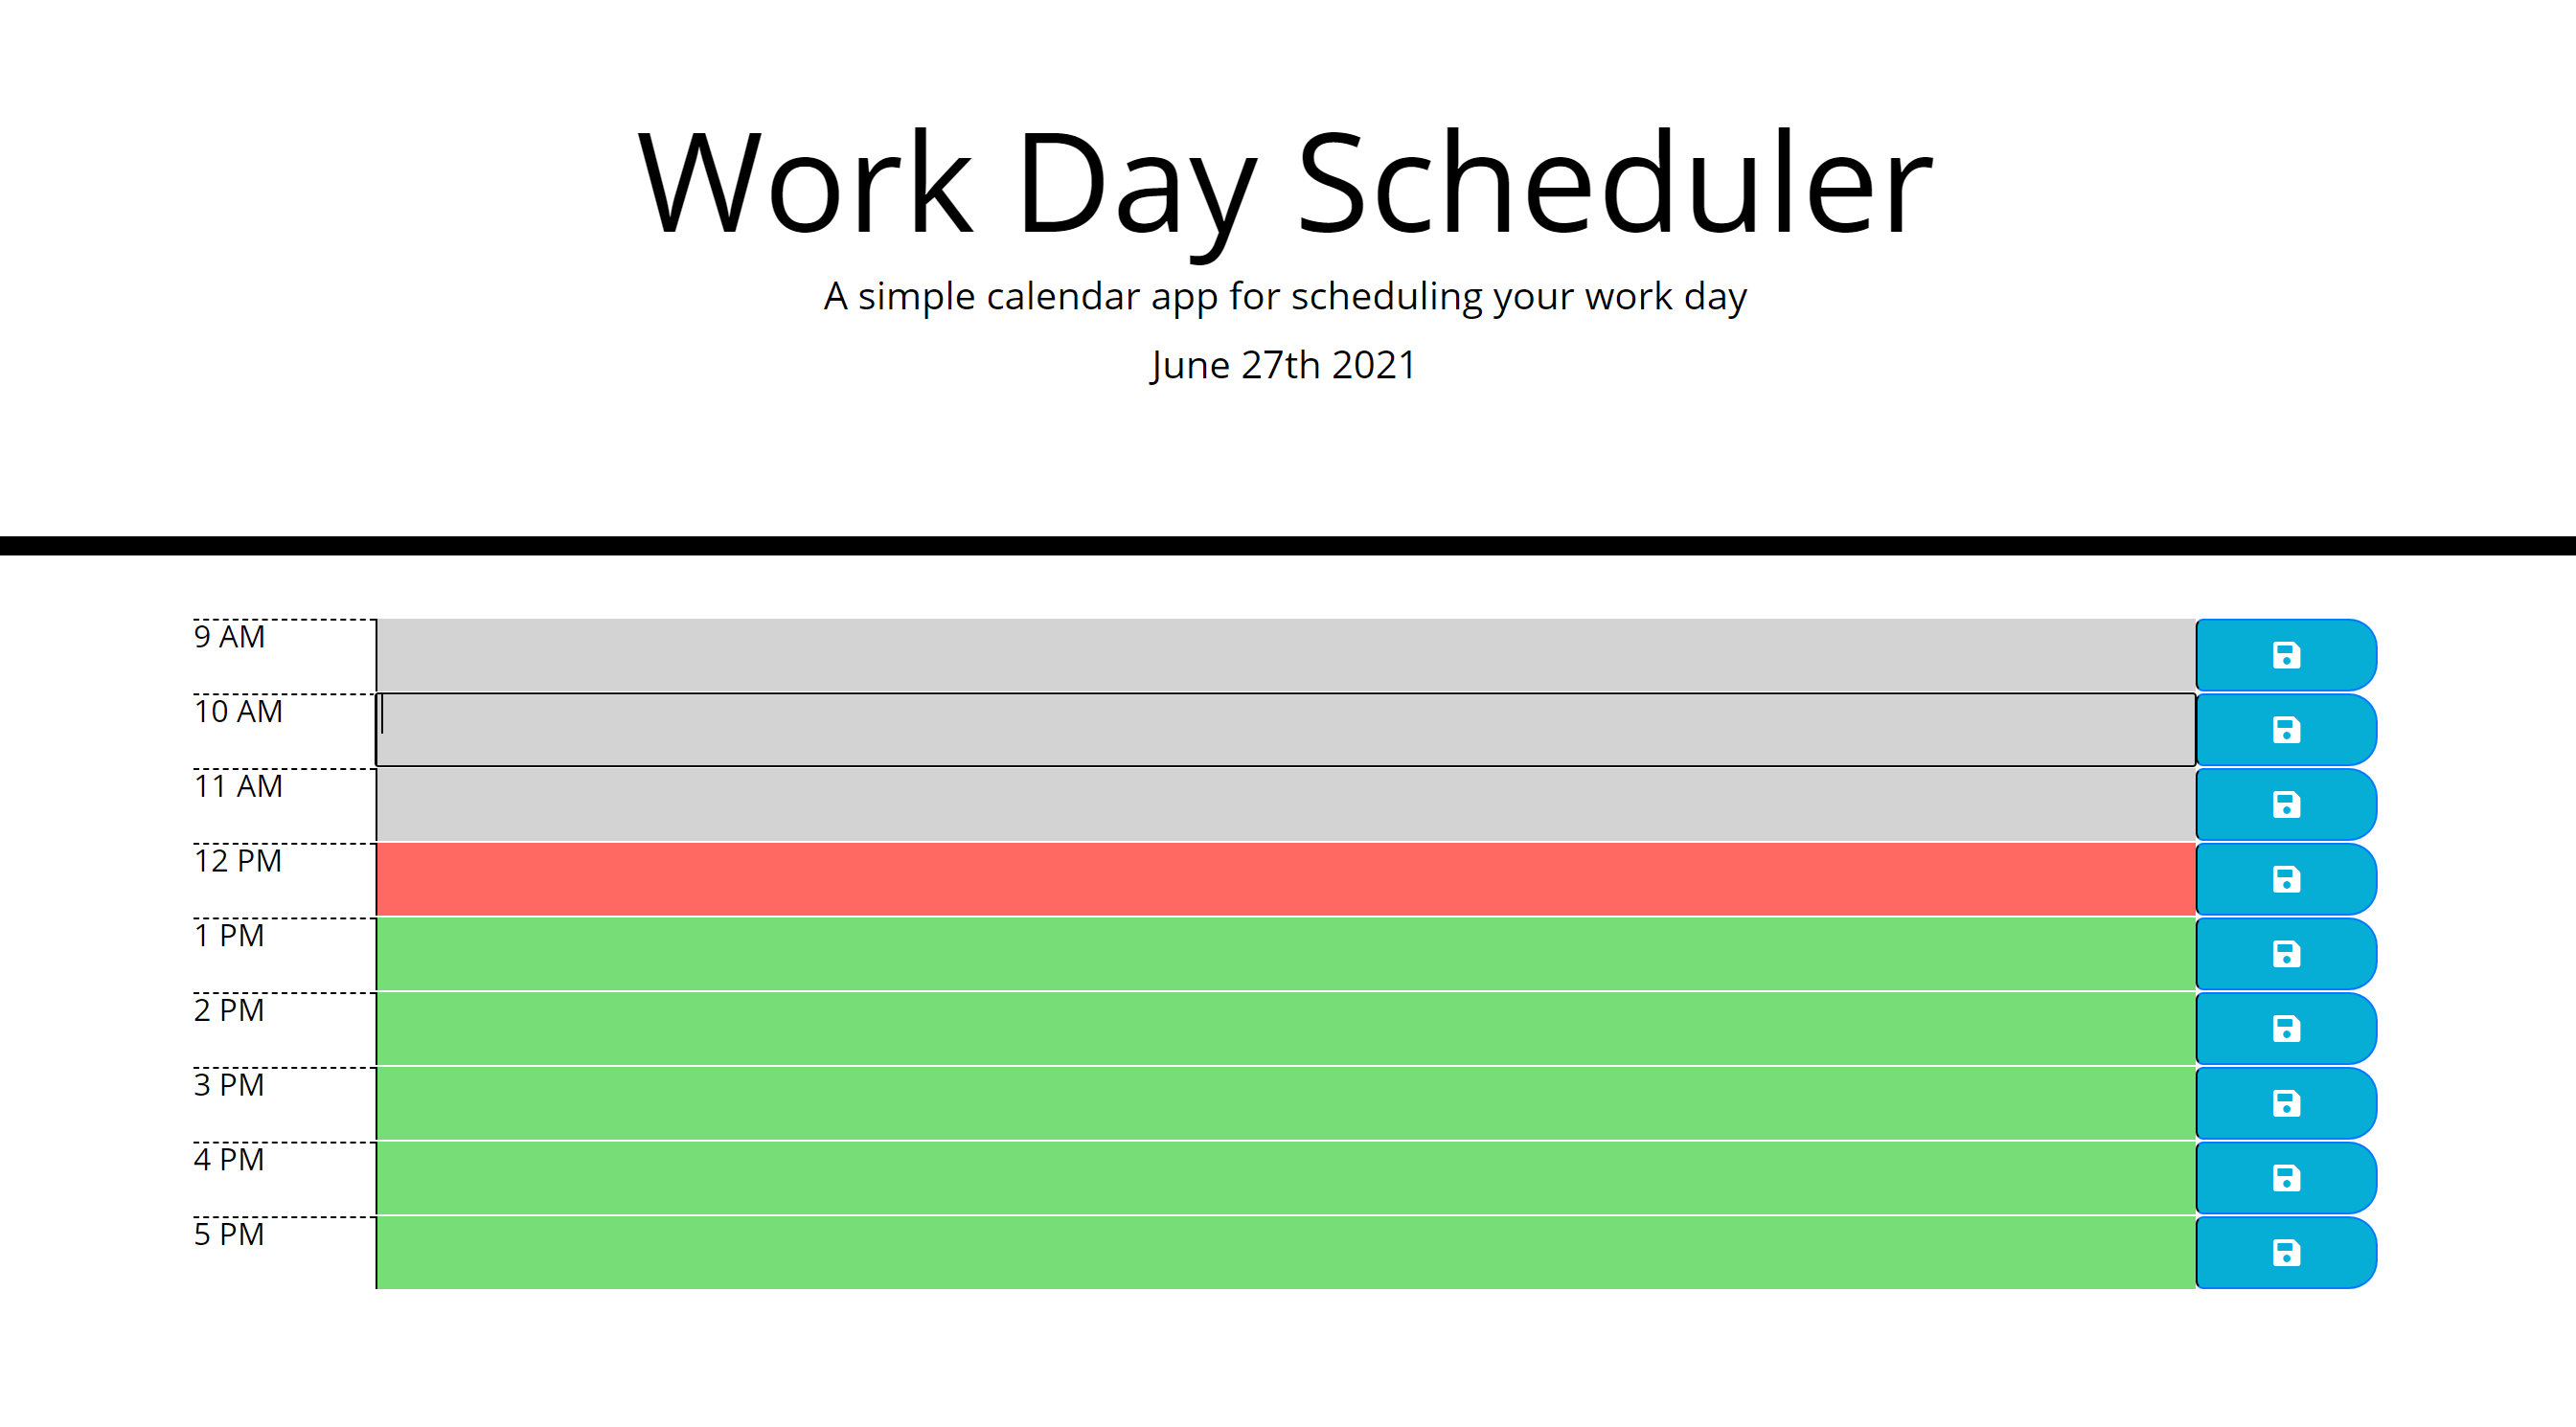 Work Day Scheduler
A simple calendar app for scheduling your work day
June 27th 2021
9 AM
10 AM
11 AM
12 PM
1 PM
2 PM
3 PM
4 PM
5 PM